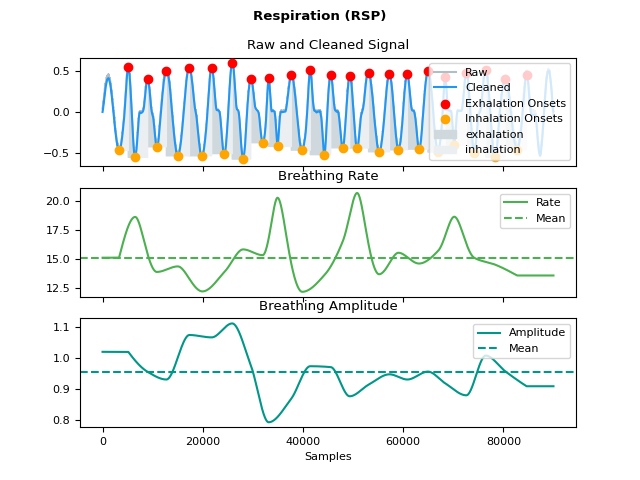 Respiration (RSP)
Raw and Cleaned Signal
0.5
0.0
−0.5
Raw
Cleaned
Exhalation Onsets
Inhalation Onsets
exhalation
inhalation
Breathing Rate
20.0
17.5
15.0
12.5
Rate
Mean
Breathing Amplitude
1.1
1.0
0.9
0.8
Amplitude
Mean
0 20000 40000 60000 80000
Samples